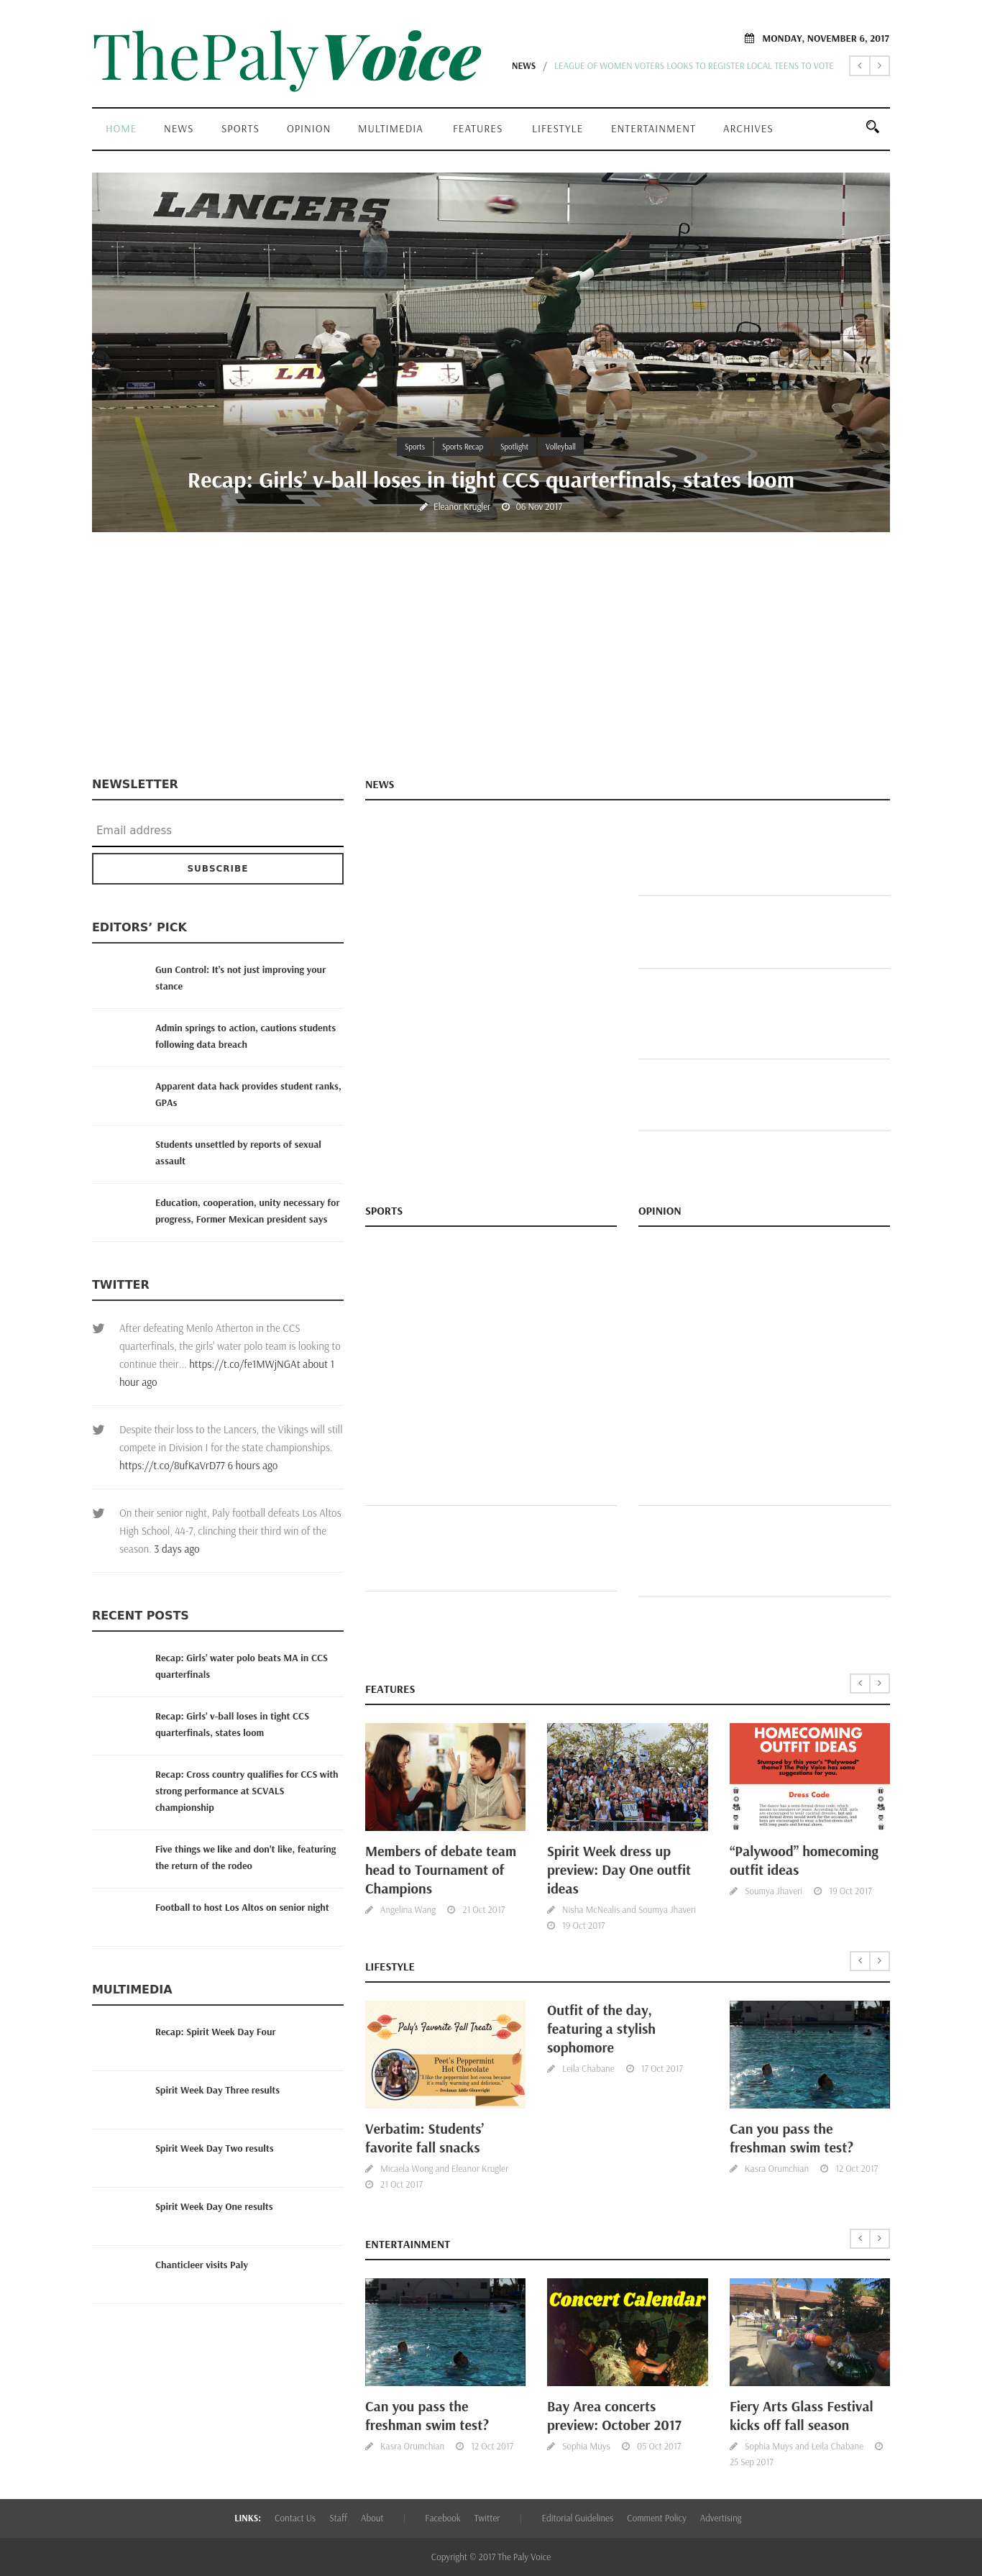 ThePalyVoice
MONDAY, NOVEMBER 6, 2017
NEWS / LEAGUE OF WOMEN VOTERS LOOKS TO REGISTER LOCAL TEENS TO VOTE
HOME NEWS SPORTS OPINION MULTIMEDIA FEATURES LIFESTYLE ENTERTAINMENT ARCHIVES
LANCERS
Sports Sports Recap Spotlight Volleyball
Recap: Girls’ v-ball loses in tight CCS quarterfinals, states loom
Eleanor Krugler 06 Nov 2017
NEWSLETTER
Email address
SUBSCRIBE
EDITORS’ PICK
Gun Control: It's not just improving your
stance
Admin springs to action, cautions students
following data breach
Apparent data hack provides student ranks,
GPAs
Students unsettled by reports of sexual
assault
Education, cooperation, unity necessary for
progress, Former Mexican president says
TWITTER
After defeating Menlo Atherton in the CCS
quarterfinals, the girls' water polo team is looking to
continue their... https://t.co/fe1MWjNGAt about 1
hour ago
Despite their loss to the Lancers, the Vikings will still
compete in Division I for the state championships.
https://t.co/8ufKaVrD77 6 hours ago
On their senior night, Paly football defeats Los Altos
High School, 44-7, clinching their third win of the
season. 3 days ago
RECENT POSTS
Recap: Girls' water polo beats MA in CCS
quarterfinals
Recap: Girls' v-ball loses in tight CCS
quarterfinals, states loom
Recap: Cross country qualifies for CCS with
strong performance at SCVALS
championship
Five things we like and don't like, featuring
the return of the rodeo
Football to host Los Altos on senior night
MULTIMEDIA
Recap: Spirit Week Day Four
Spirit Week Day Three results
Spirit Week Day Two results
Spirit Week Day One results
Chanticleer visits Paly
NEWS
SPORTS
OPINION
FEATURES
HOMECOMING
OUTFIT IDEAS
Stumped by this year's "Palywood"
theme? The Paly Voice has some
suggestions for you.
Dress Code
Members of debate team
head to Tournament of
Champions
Angelina Wang 21 Oct 2017
Spirit Week dress up
preview: Day One outfit
ideas
Nisha McNealis and Soumya Jhaveri
19 Oct 2017
“Palywood” homecoming
outfit ideas
Soumya Jhaveri 19 Oct 2017
LIFESTYLE
Paly's Favorite Fall Treats
Peet's Peppermint
Hot Chocolate
Verbatim: Students’
favorite fall snacks
Micaela Wong and Eleanor Krugler
21 Oct 2017
Outfit of the day,
featuring a stylish
sophomore
Leila Chabane 17 Oct 2017
Can you pass the
freshman swim test?
Kasra Orumchian 12 Oct 2017
ENTERTAINMENT
Concert Calendar
Can you pass the
freshman swim test?
Kasra Orumchian 12 Oct 2017
Bay Area concerts
preview: October 2017
Sophia Muys 05 Oct 2017
Fiery Arts Glass Festival
kicks off fall season
Sophia Muys and Leila Chabane
25 Sep 2017
LINKS: Contact Us Staff About | Facebook Twitter | Editorial Guidelines Comment Policy Advertising
Copyright © 2017 The Paly Voice